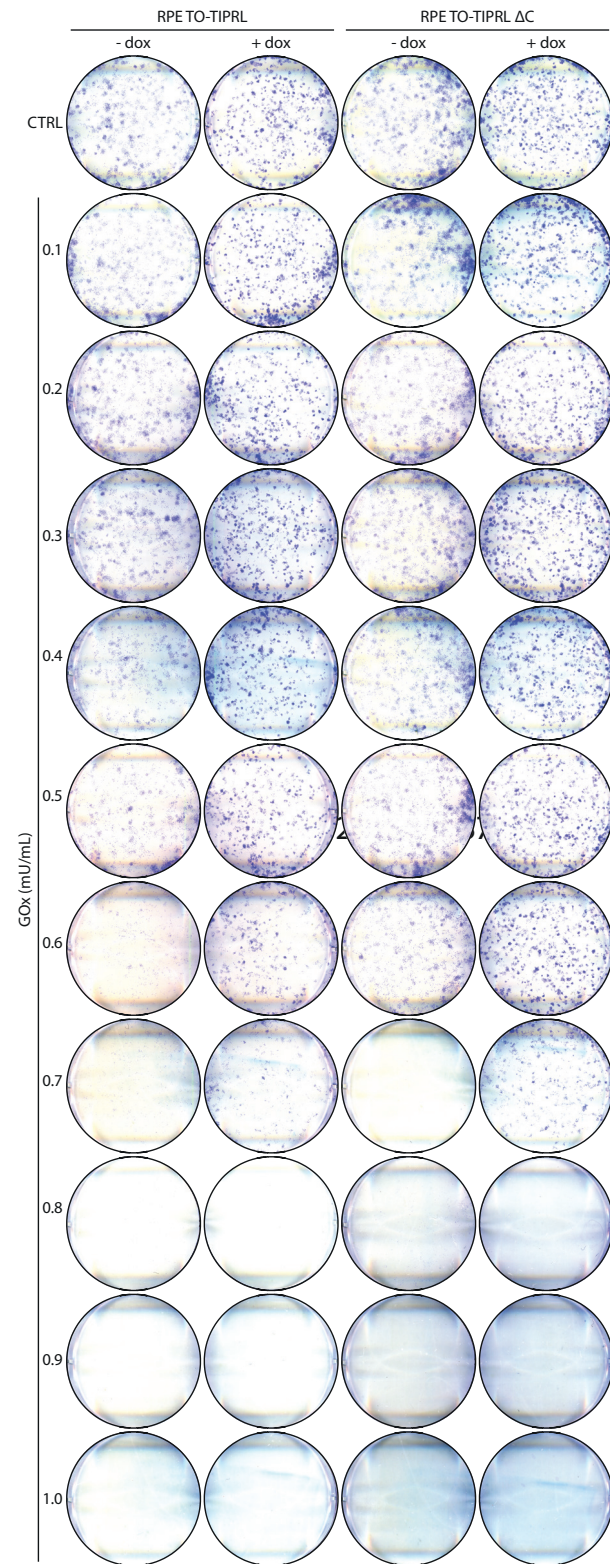 RPE TO-TIPRL RPE TO-TIPRL ΔC
- dox + dox - dox + dox
CTRL
0.1
0.2
0.3
0.4
0.5
0.6
0.7
0.8
0.9
1.0
GOx (mU/mL)